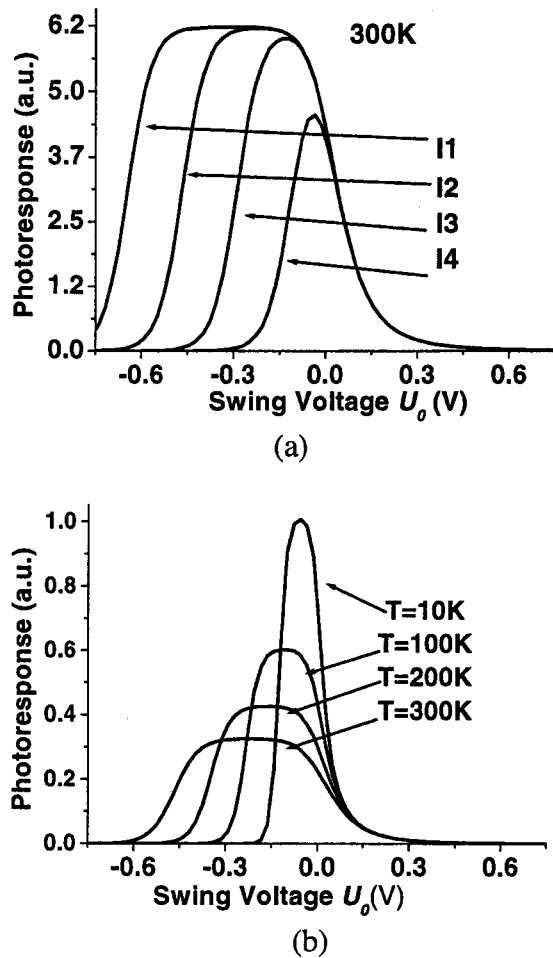 300K
6.2
5.0
3.7
2.5
1.2
0.0
Photoresponse (a.u.)
I1
I2
I3
I4
-0.6 -0.3 0.0 0.3 0.6
Swing Voltage U₀ (V)
(a)
1.0
0.8
0.6
0.4
0.2
0.0
Photoresponse (a.u.)
T=10K
T=100K
T=200K
T=300K
-0.6 -0.3 0.0 0.3 0.6
Swing Voltage U₀(V)
(b)